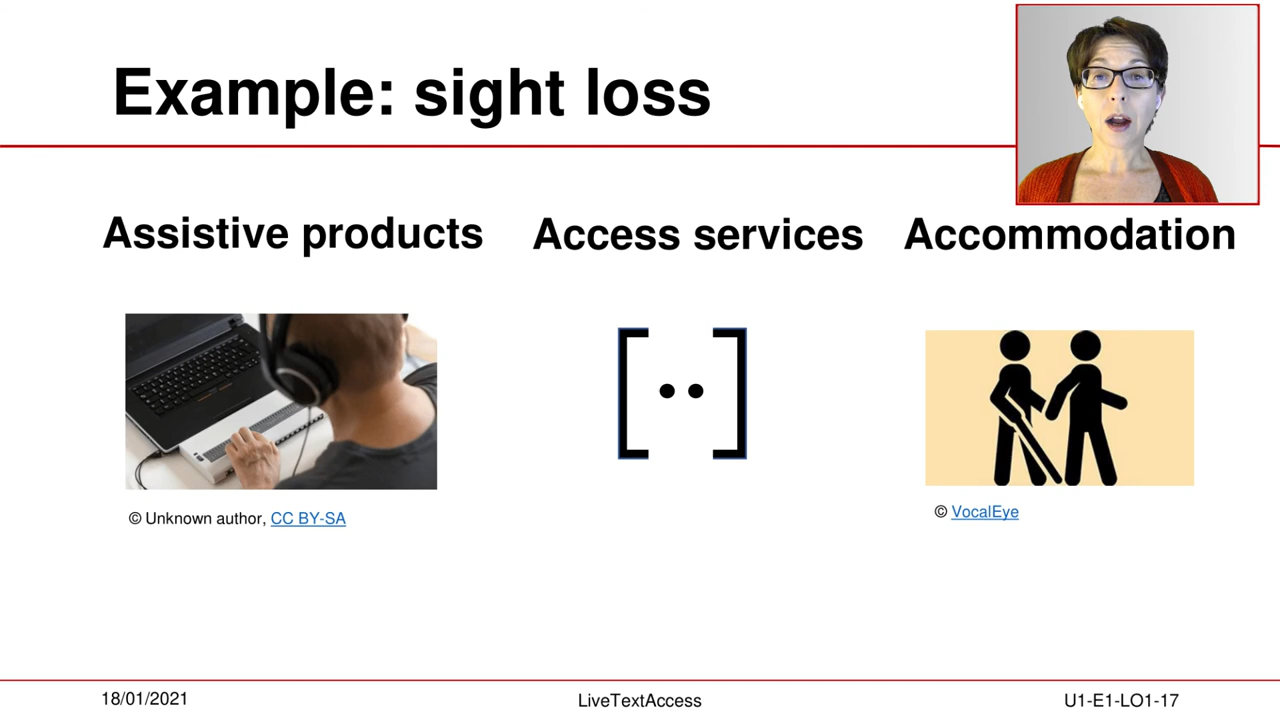 Example: sight loss
Assistive products
Access services
Accommodation
© Unknown author, CC BY-SA
© VocalEye
18/01/2021
LiveTextAccess
U1-E1-LO1-17